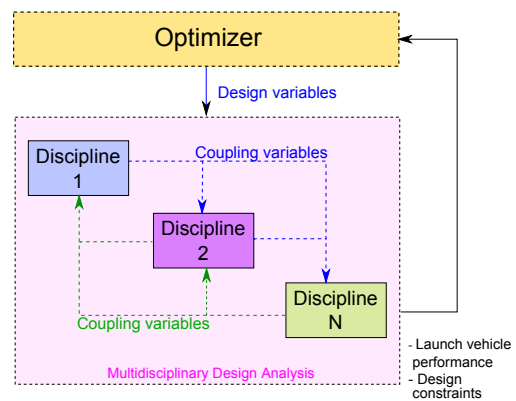 Optimizer
Design variables
Discipline
1
Coupling variables
Discipline
2
Discipline
N
Coupling variables
Multidisciplinary Design Analysis
- Launch vehicle
performance
- Design
constraints